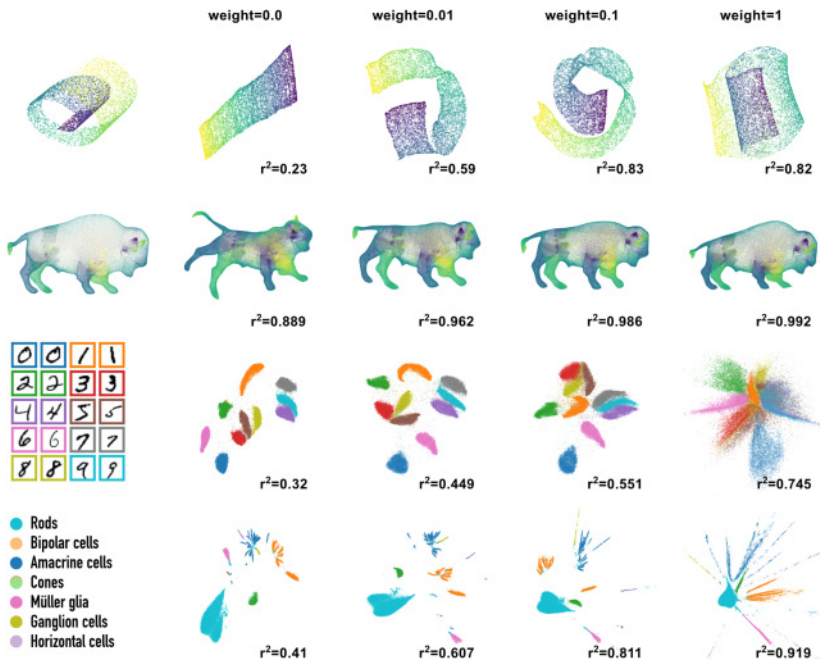 weight=0.0 weight=0.01 weight=0.1 weight=1
r²=0.23 r²=0.59 r²=0.83 r²=0.82
r²=0.889 r²=0.962 r²=0.986 r²=0.992
0 0 1 1
2 2 3 3
4 4 5 5
6 6 7 7
8 8 9 9
r²=0.32 r²=0.449 r²=0.551 r²=0.745
Rods
Bipolar cells
Amacrine cells
Cones
Müller glia
Ganglion cells
Horizontal cells
r²=0.41 r²=0.607 r²=0.811 r²=0.919